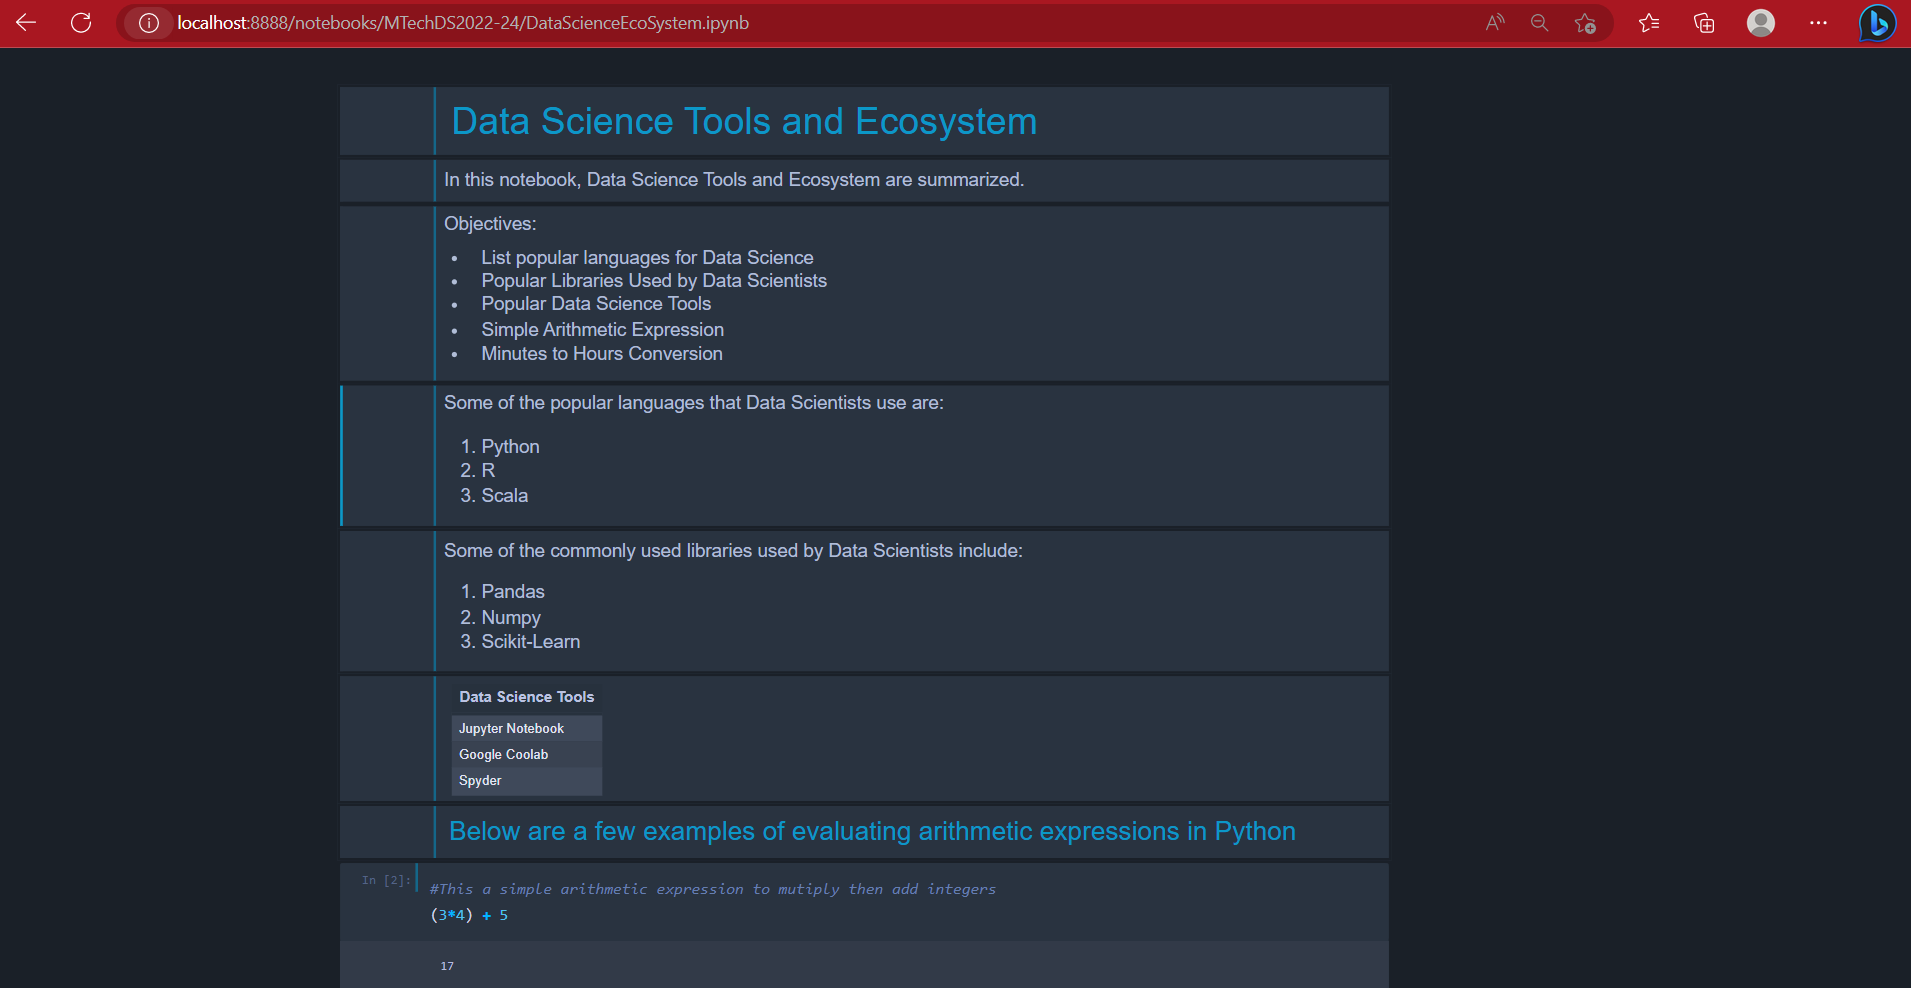 localhost:8888/notebooks/MTechDS2022-24/DataScienceEcoSystem.ipynb
Data Science Tools and Ecosystem
In this notebook, Data Science Tools and Ecosystem are summarized.
Objectives:
• List popular languages for Data Science
• Popular Libraries Used by Data Scientists
• Popular Data Science Tools
• Simple Arithmetic Expression
• Minutes to Hours Conversion
Some of the popular languages that Data Scientists use are:
1. Python
2. R
3. Scala
Some of the commonly used libraries used by Data Scientists include:
1. Pandas
2. Numpy
3. Scikit-Learn
Data Science Tools
Jupyter Notebook
Google Coolab
Spyder
Below are a few examples of evaluating arithmetic expressions in Python
In [2]:
#This a simple arithmetic expression to mutiply then add integers
(3*4) + 5
17